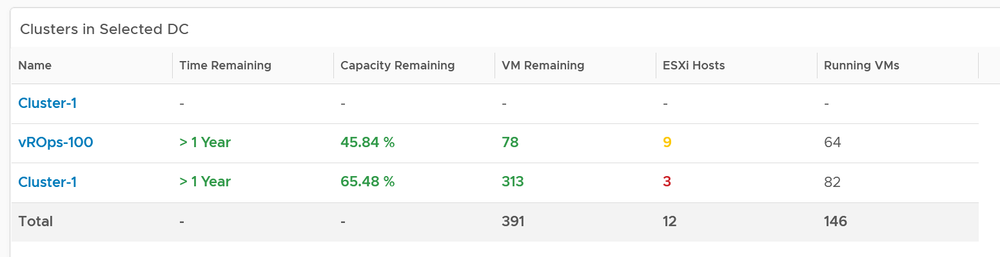 Clusters in Selected DC
Name Time Remaining Capacity Remaining VM Remaining ESXi Hosts Running VMs
Cluster-1 - - - - -
vROps-100 > 1 Year 45.84 % 78 9 64
Cluster-1 > 1 Year 65.48 % 313 3 82
Total - - 391 12 146